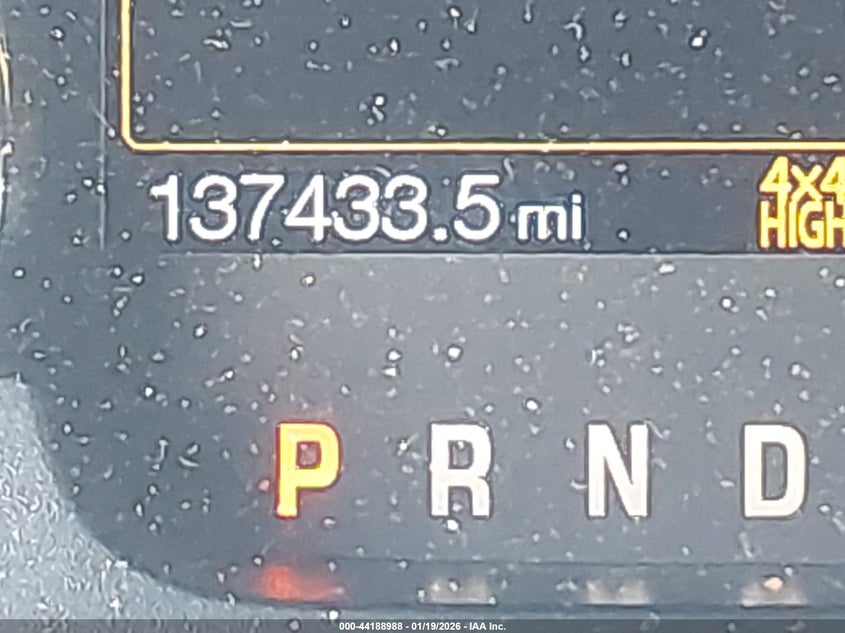 137433.5 mi
4x4
HIGH
P R N D
000-44188988 - 01/19/2026 - IAA Inc.